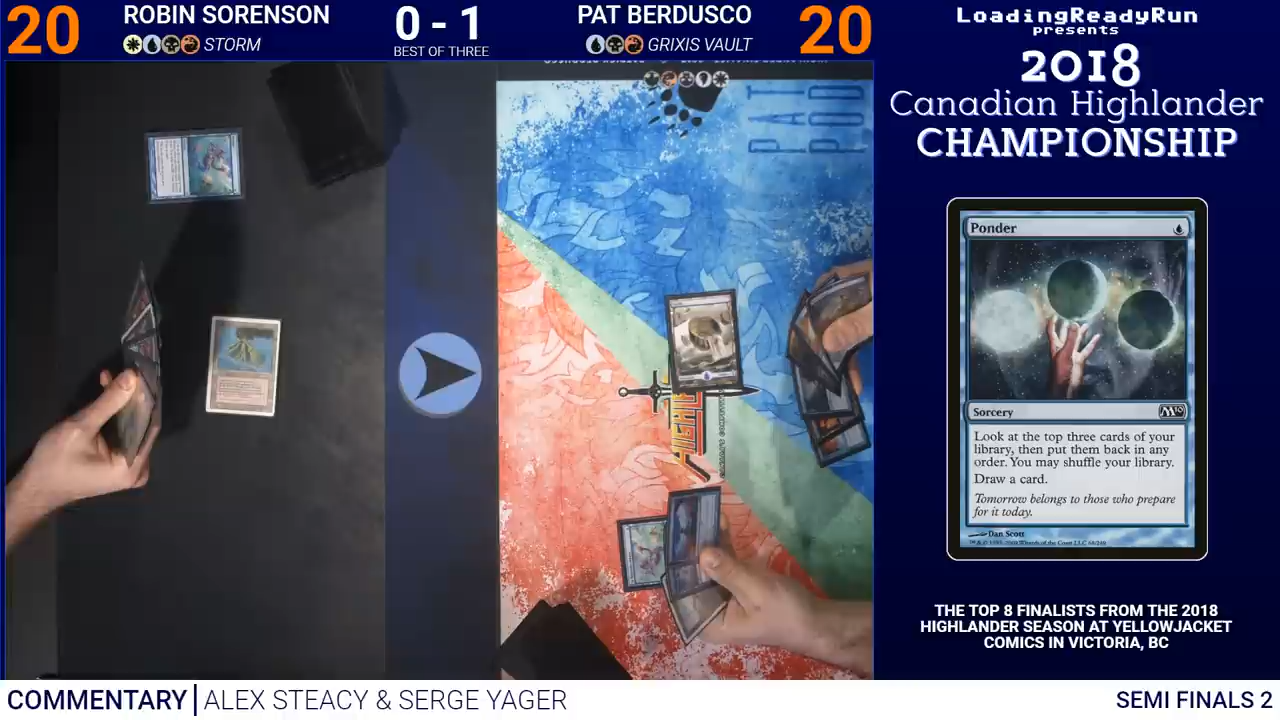 20
ROBIN SORENSON
STORM
0 - 1
BEST OF THREE
PAT BERDUSCO
GRIXIS VAULT
20
LoadingReadyRun
presents
2018
Canadian Highlander
CHAMPIONSHIP
PAT
POD
Ponder
Sorcery
Look at the top three cards of your
library, then put them back in any
order. You may shuffle your library.
Draw a card.
Tomorrow belongs to those who prepare
for it today.
Dan Scott
THE TOP 8 FINALISTS FROM THE 2018
HIGHLANDER SEASON AT YELLOWJACKET
COMICS IN VICTORIA, BC
COMMENTARY
ALEX STEACY & SERGE YAGER
SEMI FINALS 2